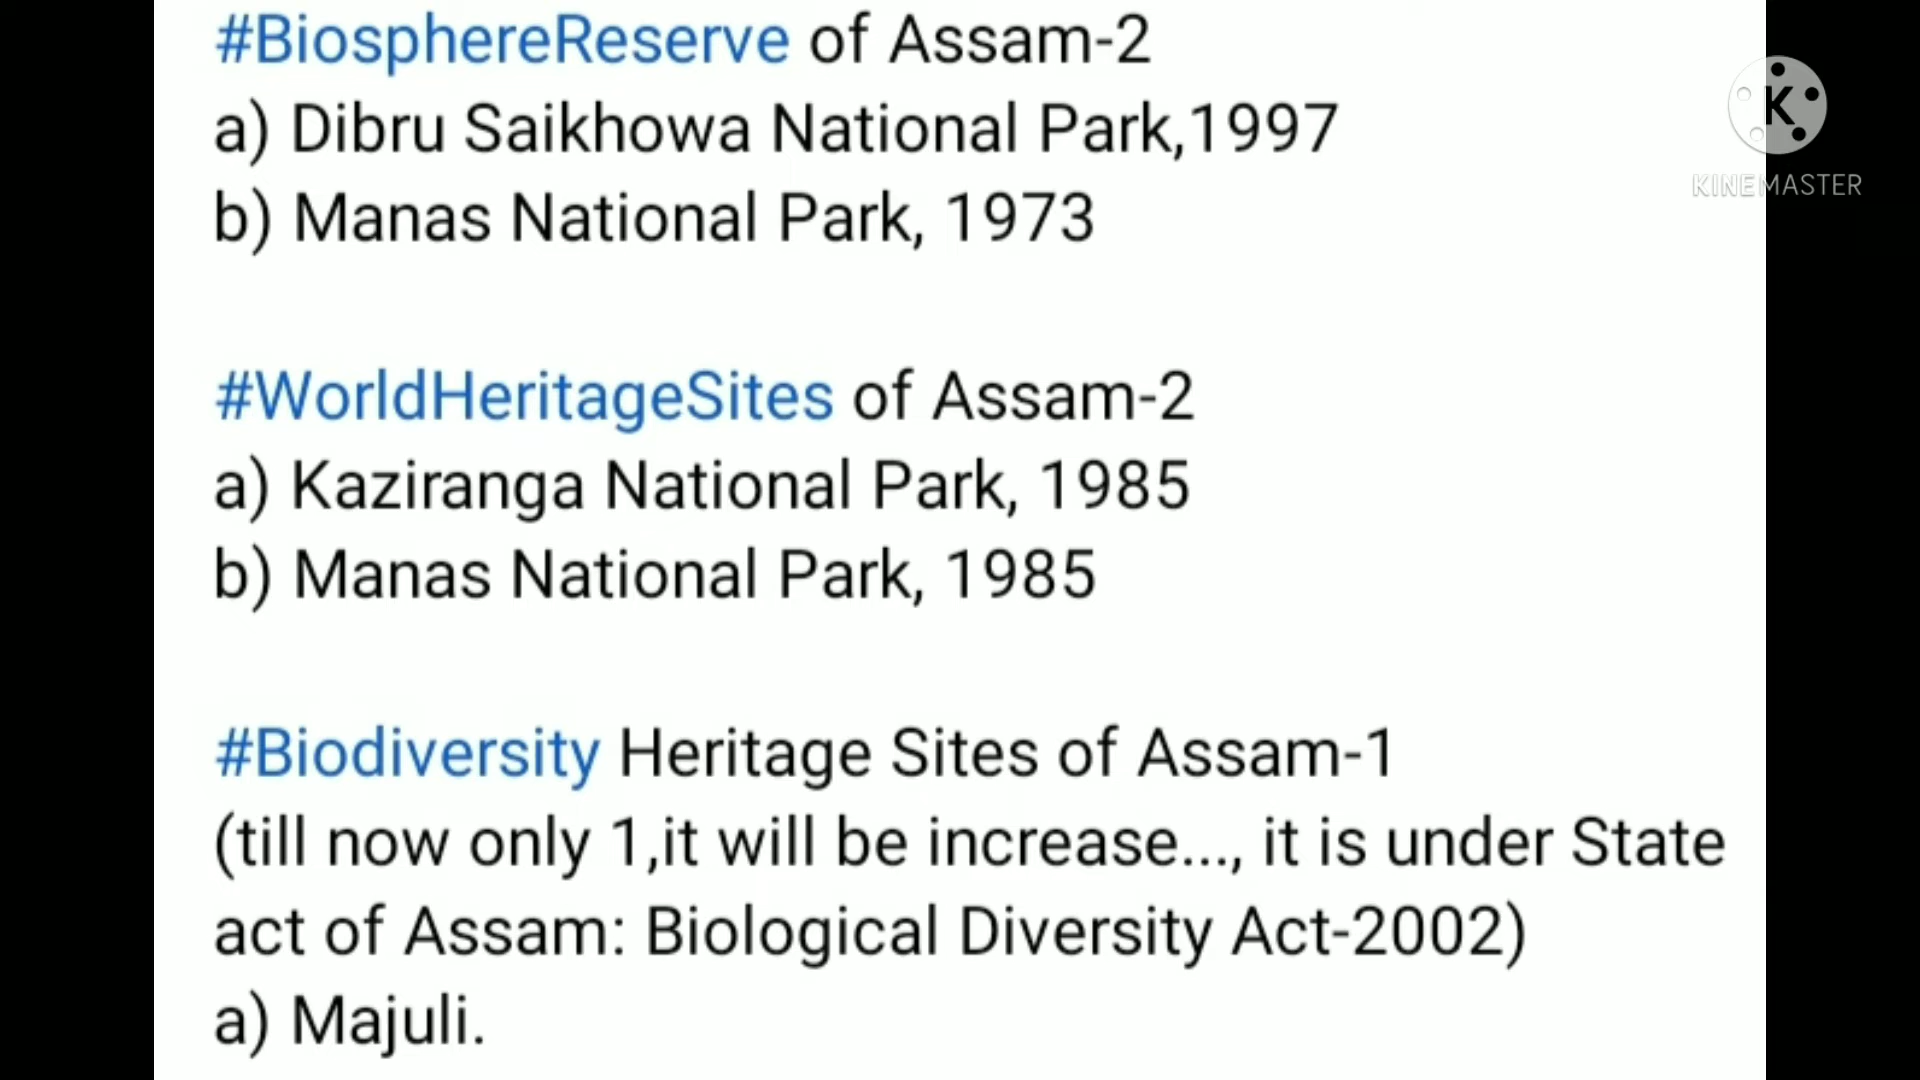 #BiosphereReserve of Assam-2
a) Dibru Saikhowa National Park,1997
b) Manas National Park, 1973
#WorldHeritageSites of Assam-2
a) Kaziranga National Park, 1985
b) Manas National Park, 1985
#Biodiversity Heritage Sites of Assam-1
(till now only 1,it will be increase..., it is under State
act of Assam: Biological Diversity Act-2002)
a) Majuli.
K
KINEMASTER